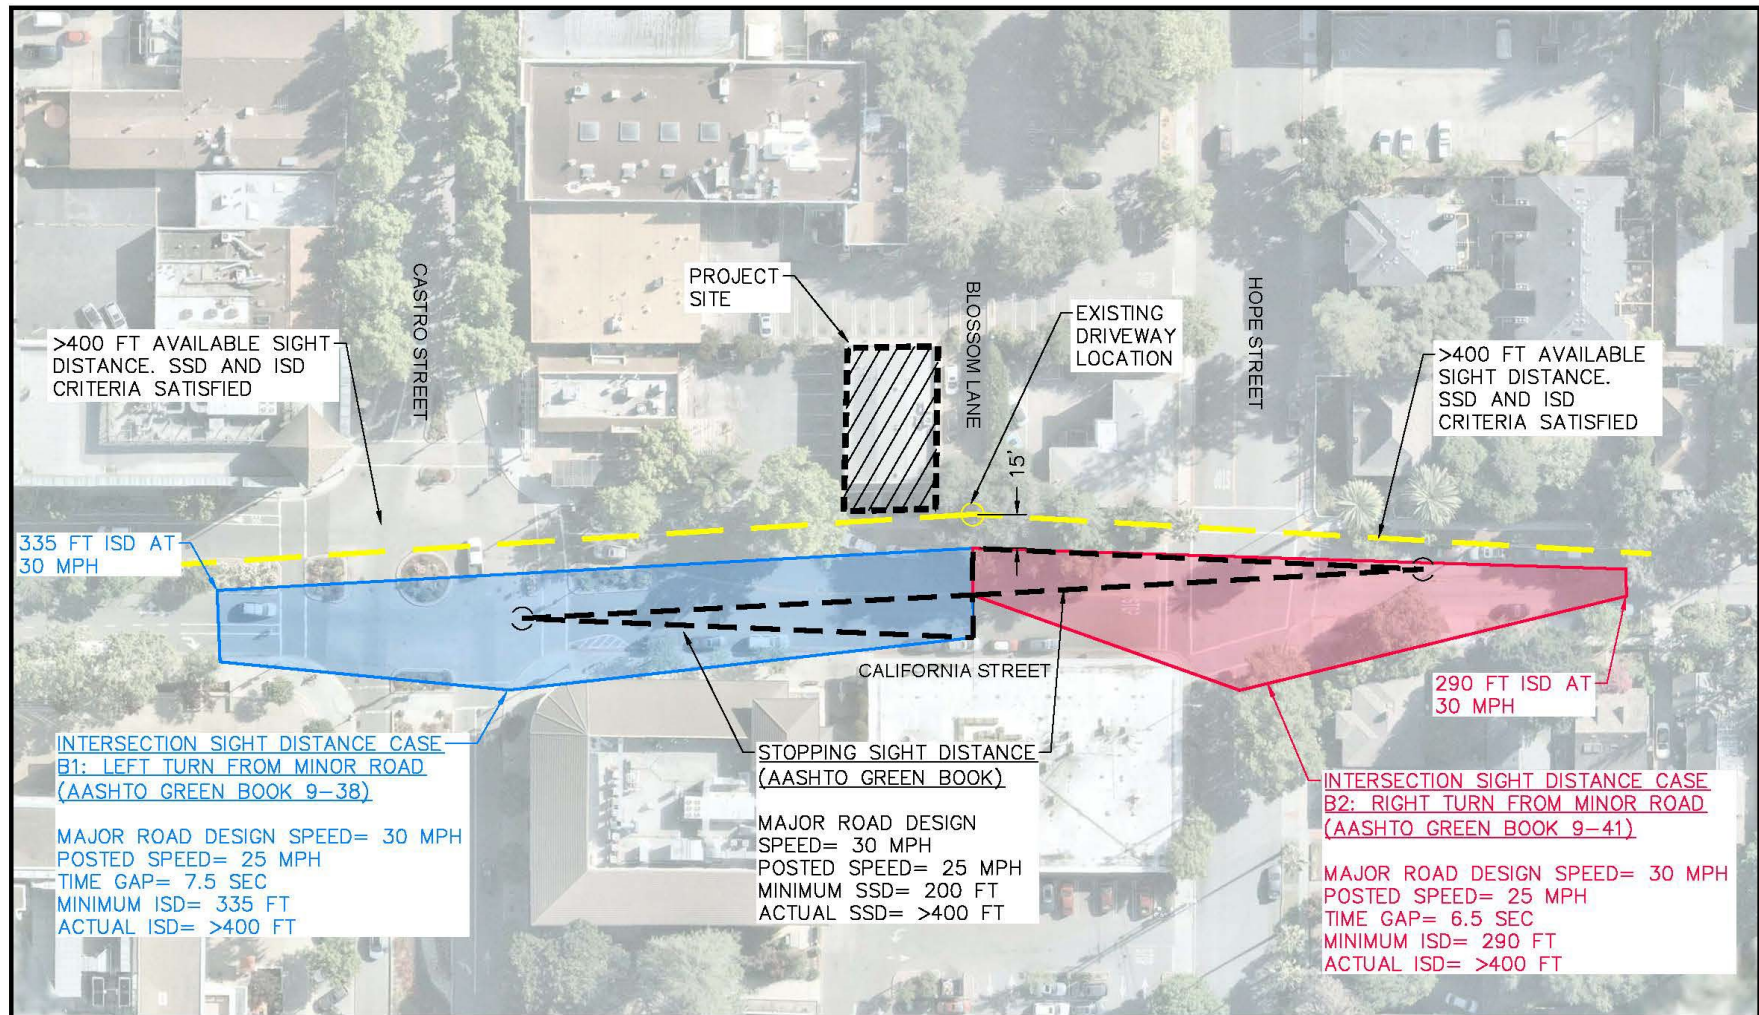 CASTRO STREET
PROJECT
SITE
BLOSSOM LANE
EXISTING
DRIVEWAY
LOCATION
HOPE STREET
>400 FT AVAILABLE SIGHT
DISTANCE. SSD AND ISD
CRITERIA SATISFIED
>400 FT AVAILABLE
SIGHT DISTANCE.
SSD AND ISD
CRITERIA SATISFIED
15'
335 FT ISD AT
30 MPH
CALIFORNIA STREET
290 FT ISD AT
30 MPH
INTERSECTION SIGHT DISTANCE CASE
B1: LEFT TURN FROM MINOR ROAD
(AASHTO GREEN BOOK 9-38)
MAJOR ROAD DESIGN SPEED= 30 MPH
POSTED SPEED= 25 MPH
TIME GAP= 7.5 SEC
MINIMUM ISD= 335 FT
ACTUAL ISD= >400 FT
STOPPING SIGHT DISTANCE
(AASHTO GREEN BOOK)
MAJOR ROAD DESIGN
SPEED= 30 MPH
POSTED SPEED= 25 MPH
MINIMUM SSD= 200 FT
ACTUAL SSD= >400 FT
INTERSECTION SIGHT DISTANCE CASE
B2: RIGHT TURN FROM MINOR ROAD
(AASHTO GREEN BOOK 9-41)
MAJOR ROAD DESIGN SPEED= 30 MPH
POSTED SPEED= 25 MPH
TIME GAP= 6.5 SEC
MINIMUM ISD= 290 FT
ACTUAL ISD= >400 FT